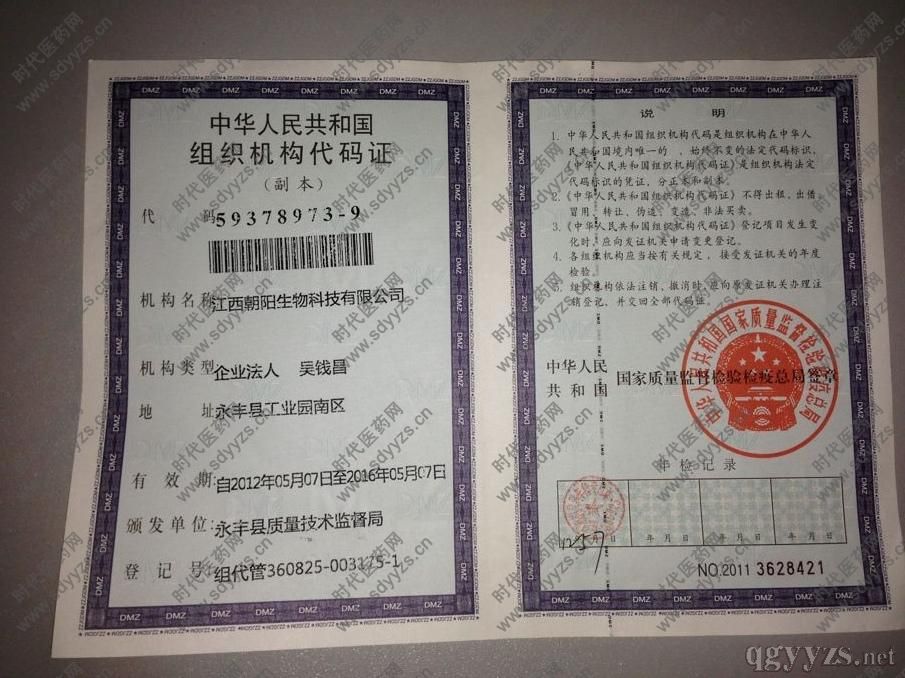 中华人民共和国
组织机构代码证
(副本)
代 码 59378973-9
机构名称 江西朝阳生物科技有限公司
机构类型 企业法人 吴钱昌
地 址 永丰县工业园南区
有 效 期:自2012年05月07日至2016年05月07日
颁发单位:永丰县质量技术监督局
登 记 号:组代管360825-003175-1
说 明
1. 中华人民共和国组织机构代码是组织机构在中华人
民共和国境内唯一的、始终不变的法定代码标识,
《中华人民共和国组织机构代码证》是组织机构法定
代码标识的凭证,分正本和副本。
2.《中华人民共和国组织机构代码证》不得出租,出借
冒用、转让、伪造、变造、非法买卖。
3.《中华人民共和国组织机构代码证》登记项目发生变
化时,应向发证机关申请变更登记。
4. 各组织机构应当按有关规定,接受发证机关的年度
检验。
5. 组织机构依法注销、撤消时,应向原发证机关办理注
销登记,并交回全部代码证。
中华人民
共和国 国家质量监督检验检疫总局签章
中华人民共和国国家质量监督检验检疫总局
年检记录
年 月 日 年 月 日 年 月 日
NO.2011 3628421
时代医药网
www.sdyyzs.cn
qgyyzs.net